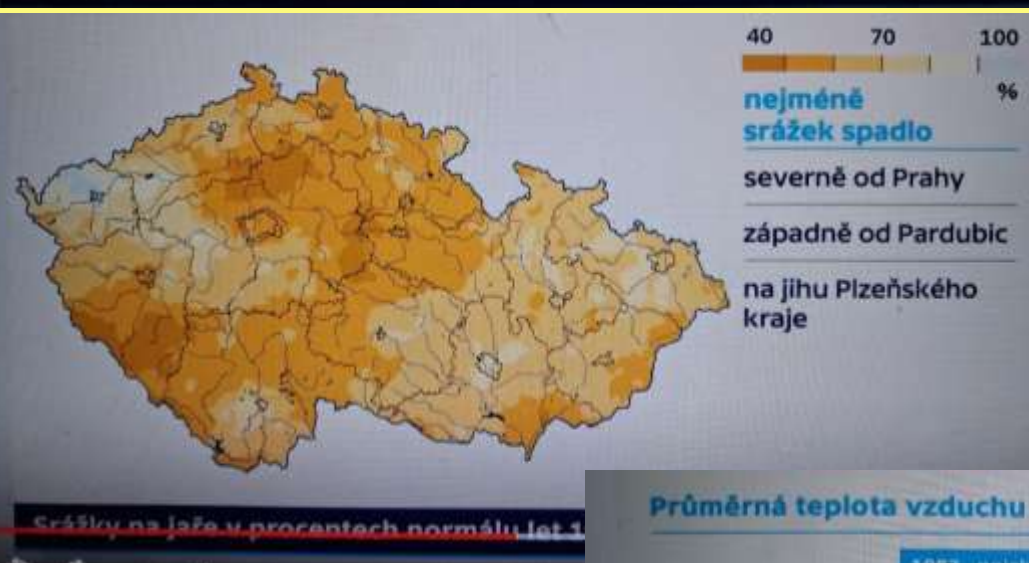 40 70 100
%
nejméně
srážek spadlo
severně od Prahy
západně od Pardubic
na jihu Plzeňského
kraje
Srážky na jaře v procentech normálu let 1
Průměrná teplota vzduchu